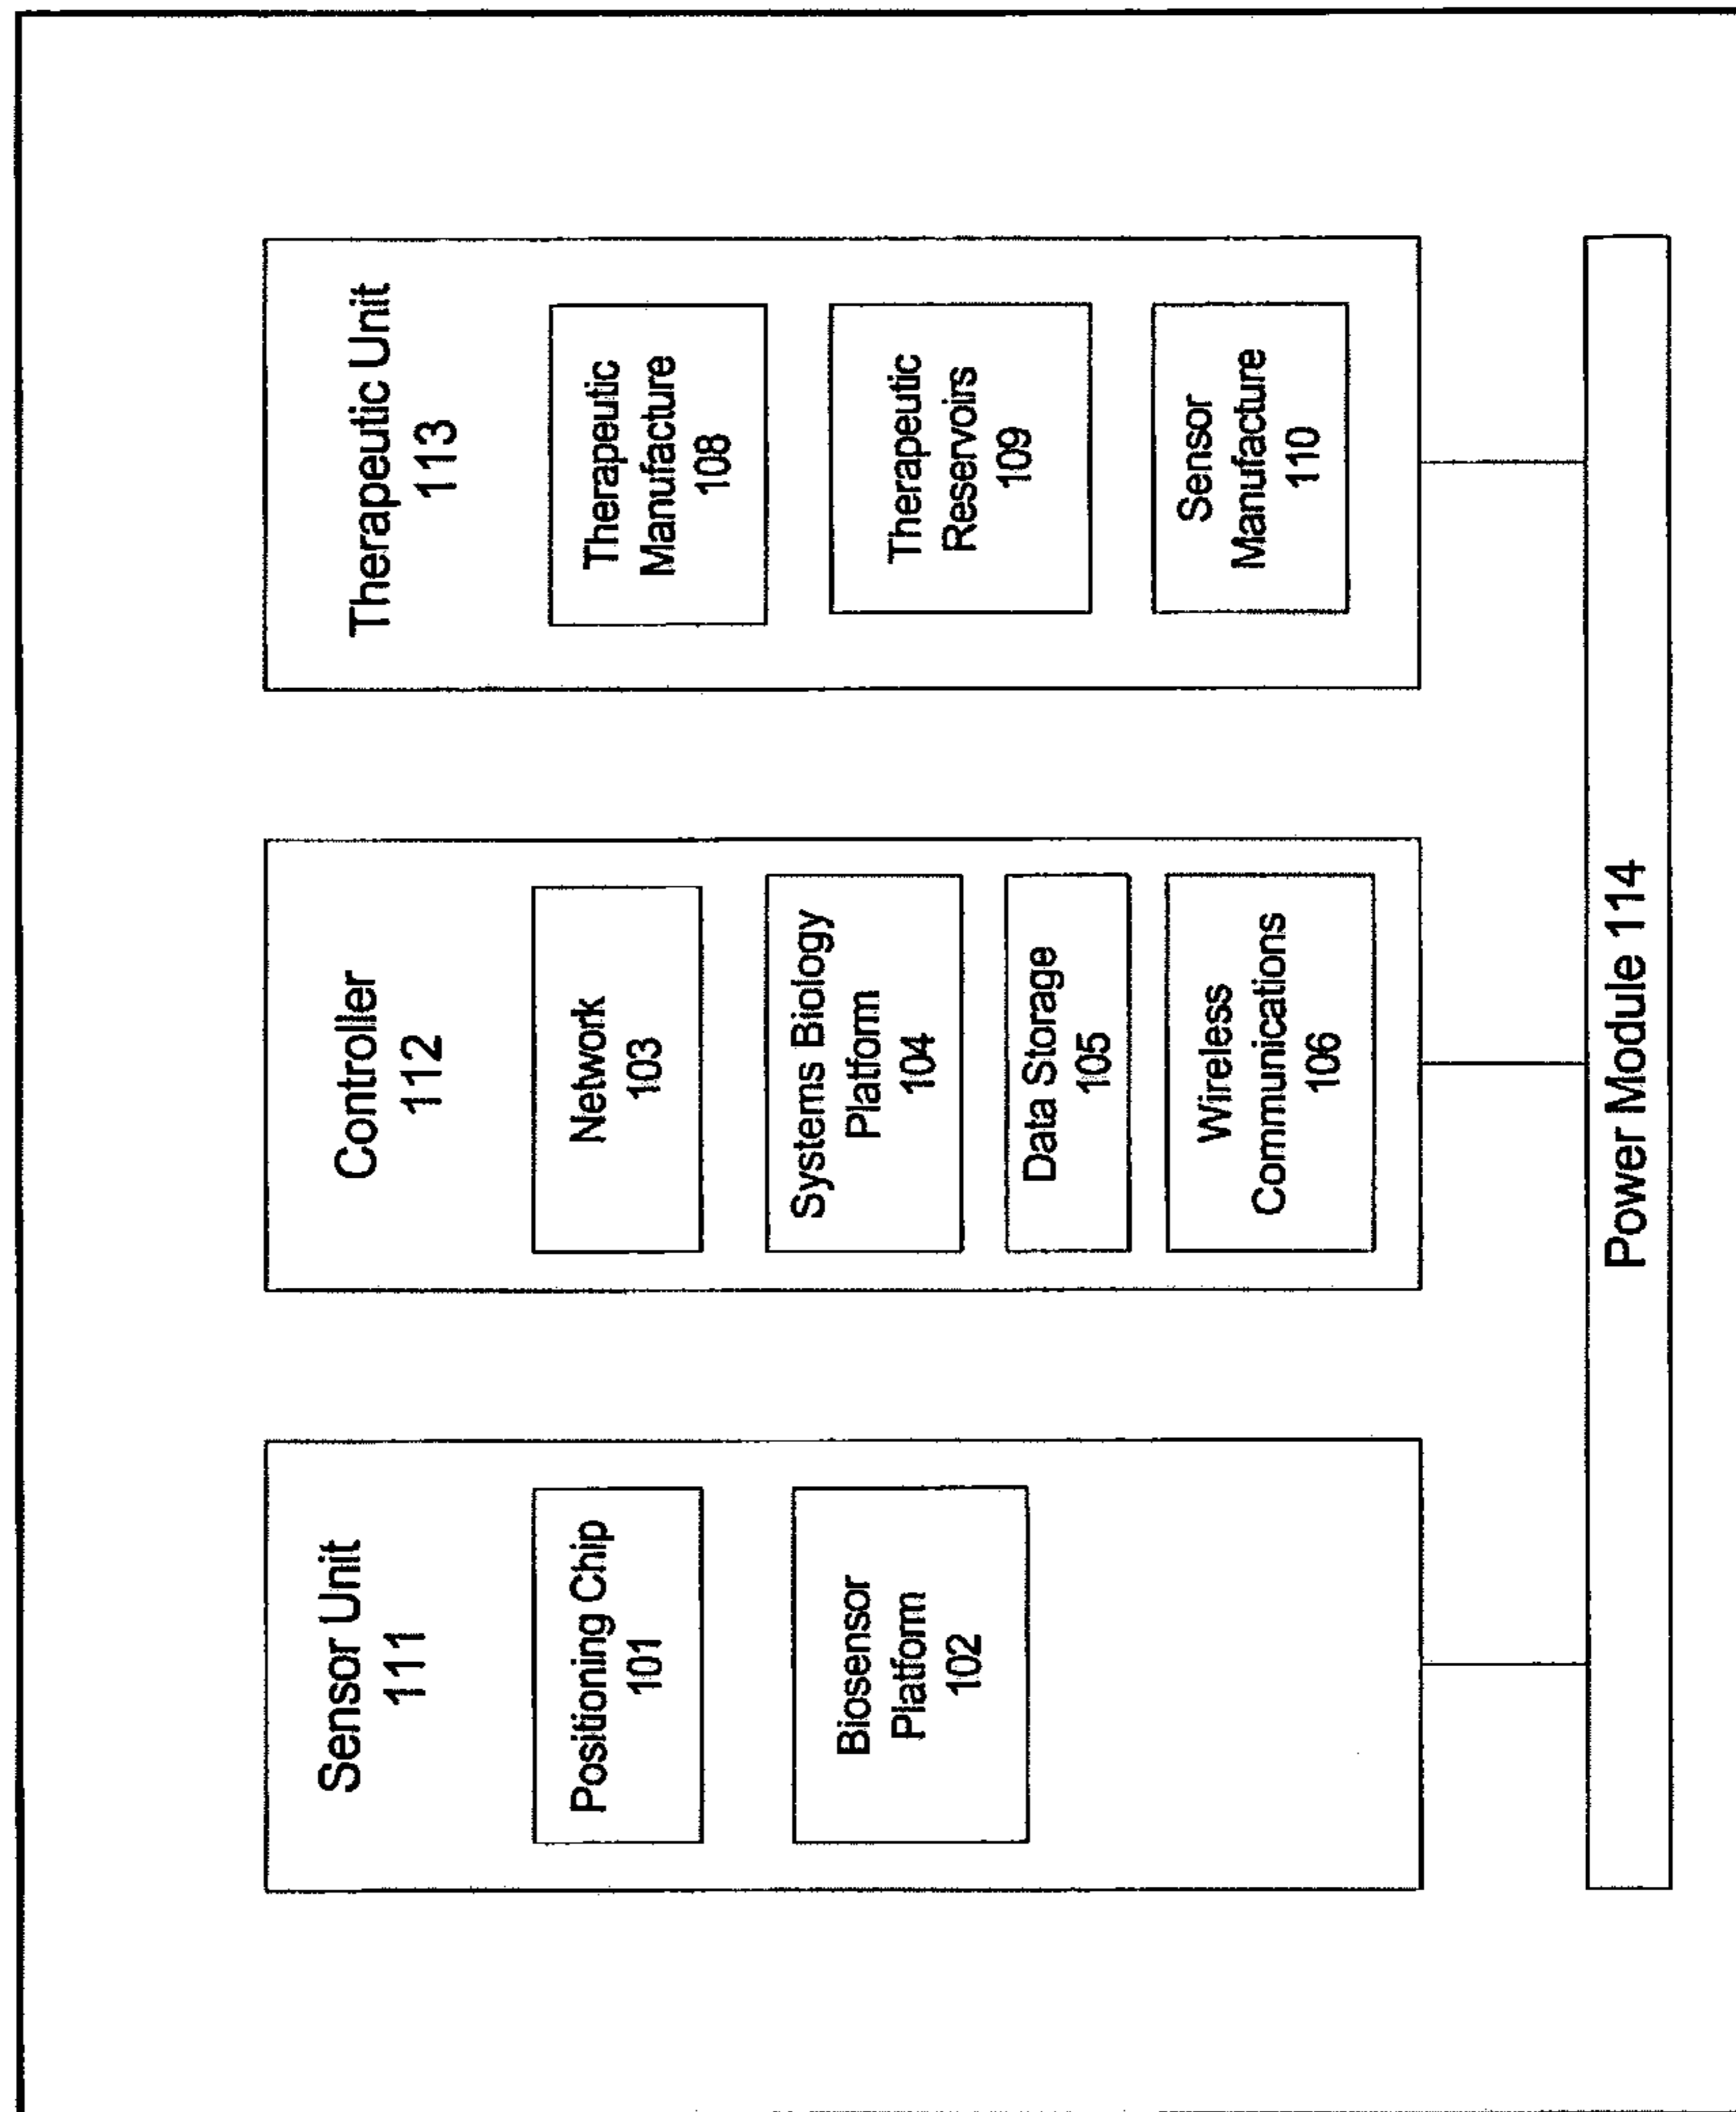 Sensor Unit
111
Positioning Chip
101
Biosensor
Platform
102
Controller
112
Network
103
Systems Biology
Platform
104
Data Storage
105
Wireless
Communications
106
Therapeutic Unit
113
Therapeutic
Manufacture
108
Therapeutic
Reservoirs
109
Sensor
Manufacture
110
Power Module 114